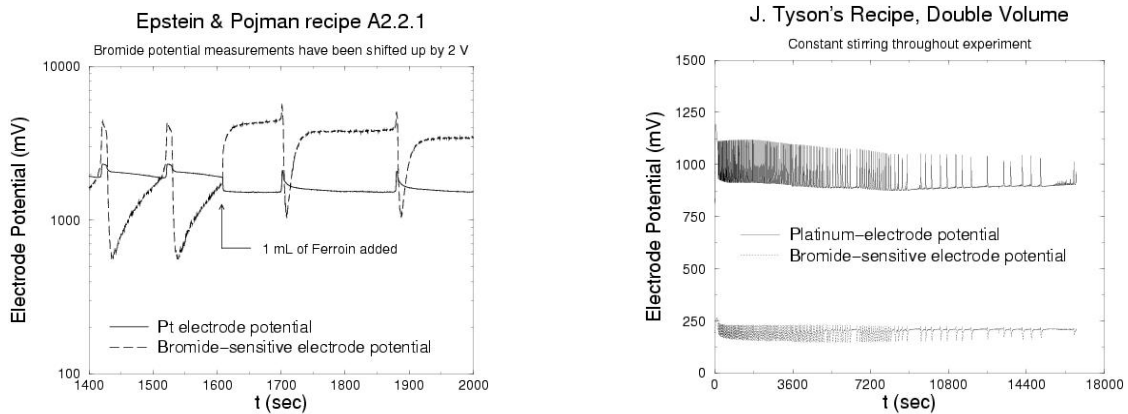 Epstein & Pojman recipe A2.2.1
Bromide potential measurements have been shifted up by 2 V
10000
1000
100
Electrode Potential (mV)
1 mL of Ferroin added
Pt electrode potential
Bromide-sensitive electrode potential
1400 1500 1600 1700 1800 1900 2000
t (sec)
J. Tyson's Recipe, Double Volume
Constant stirring throughout experiment
1500
1250
1000
750
500
250
0
Electrode Potential (mV)
Platinum-electrode potential
Bromide-sensitive electrode potential
0 3600 7200 10800 14400 18000
t (sec)